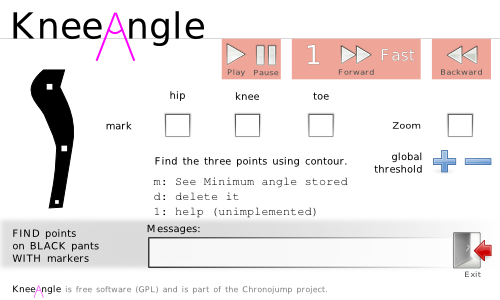 KneeAngle
1 Fast
Play Pause Forward Backward
hip knee toe
mark Zoom
Find the three points using contour.
global
threshold
m: See Minimum angle stored
d: delete it
l: help (unimplemented)
FIND points
on BLACK pants
WITH markers
Messages:
Exit
KneeAngle is free software (GPL) and is part of the Chronojump project.